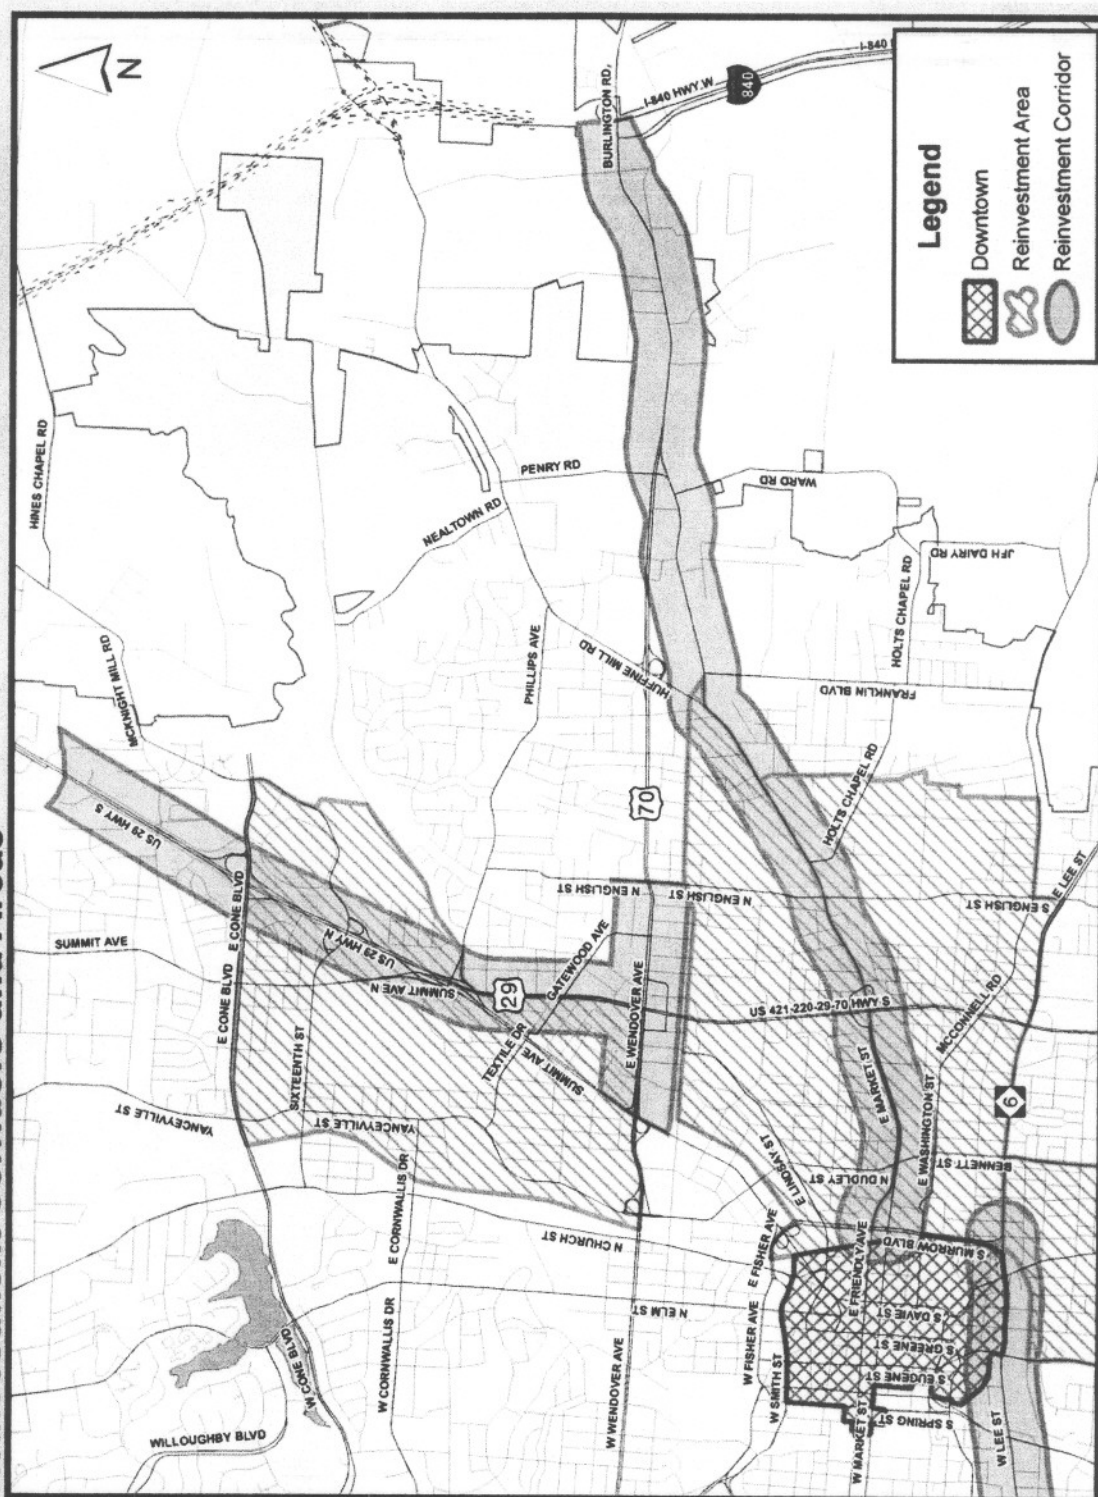 N
I-840 HWY W
840
BURLINGTON RD
Legend
Downtown
Reinvestment Area
Reinvestment Corridor
HINES CHAPEL RD
MCKNIGHT MILL RD
NEALTOWN RD
PENRY RD
WARD RD
JFH DAIRY RD
HOLTS CHAPEL RD
PHILLIPS AVE
HUFFINE MILL RD
FRANKLIN BLVD
US 29 HWY S
70
HOLTS CHAPEL RD
SUMMIT AVE
E CONE BLVD
E CONE BLVD
US 29 HWY N
SUMMIT AVE N
N ENGLISH ST
N ENGLISH ST
S ENGLISH ST
E LEE ST
GATEWOOD AVE
29
E WENDOVER AVE
US 421-220-29-70 HWY S
MCCONNELL RD
SIXTEENTH ST
TEXTILE DR
SUMMIT AVE
E MARKET ST
YANCEYVILLE ST
YANCEYVILLE ST
E CORNWALLIS DR
E LINDSAY ST
N DUDLEY ST
E WASHINGTON ST
BENNETT ST
6
N CHURCH ST
E FISHER AVE
E FRIENDLY AVE
S MURROW BLVD
N ELM ST
S DAVIE ST
S GREENE ST
S EUGENE ST
S SPRING ST
W CONE BLVD
W CORNWALLIS DR
W WENDOVER AVE
W FISHER AVE
W SMITH ST
W MARKET ST
W LEE ST
WILLOUGHBY BLVD